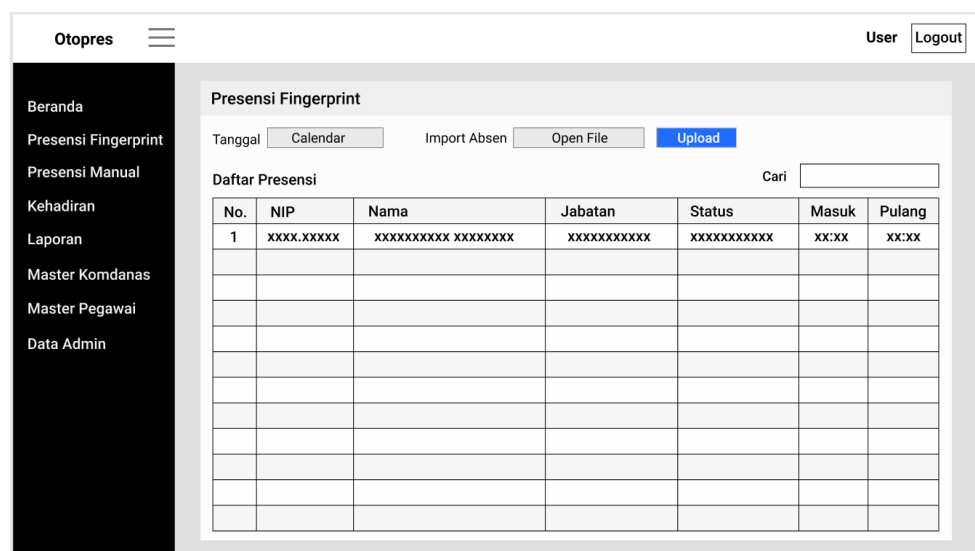 Otopres User Logout
Beranda
Presensi Fingerprint
Presensi Manual
Kehadiran
Laporan
Master Komdanas
Master Pegawai
Data Admin
Presensi Fingerprint
Tanggal Calendar Import Absen Open File Upload
Daftar Presensi Cari
No. NIP Nama Jabatan Status Masuk Pulang
1 xxxx.xxxxx xxxxxxxxxx xxxxxxxx xxxxxxxxxxx xxxxxxxxxxx xx:xx xx:xx